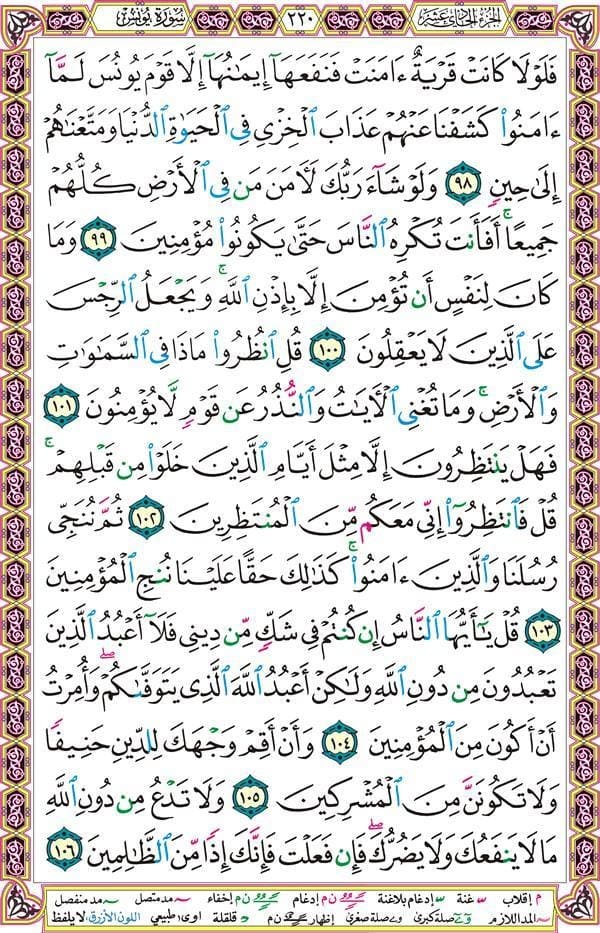 الجزء الحادي عشر ٢٢٠ سورة يونس
فَلَوْلَا كَانَتْ قَرْيَةٌ ءَامَنَتْ فَنَفَعَهَآ إِيمَٰنُهَآ إِلَّا قَوْمَ يُونُسَ لَمَّآ
ءَامَنُوا۟ كَشَفْنَا عَنْهُمْ عَذَابَ ٱلْخِزْىِ فِى ٱلْحَيَوٰةِ ٱلدُّنْيَا وَمَتَّعْنَٰهُمْ
إِلَىٰ حِينٍ ٩٨ وَلَوْ شَآءَ رَبُّكَ لَءَامَنَ مَن فِى ٱلْأَرْضِ كُلُّهُمْ
جَمِيعًا ۚ أَفَأَنتَ تُكْرِهُ ٱلنَّاسَ حَتَّىٰ يَكُونُوا۟ مُؤْمِنِينَ ٩٩ وَمَا
كَانَ لِنَفْسٍ أَن تُؤْمِنَ إِلَّا بِإِذْنِ ٱللَّهِ ۚ وَيَجْعَلُ ٱلرِّجْسَ
عَلَى ٱلَّذِينَ لَا يَعْقِلُونَ ١٠٠ قُلِ ٱنظُرُوا۟ مَاذَا فِى ٱلسَّمَٰوَٰتِ
وَٱلْأَرْضِ ۚ وَمَا تُغْنِى ٱلْءَايَٰتُ وَٱلنُّذُرُ عَن قَوْمٍ لَّا يُؤْمِنُونَ ١٠١
فَهَلْ يَنتَظِرُونَ إِلَّا مِثْلَ أَيَّامِ ٱلَّذِينَ خَلَوْا۟ مِن قَبْلِهِمْ ۚ
قُلْ فَٱنتَظِرُوٓا۟ إِنِّى مَعَكُم مِّنَ ٱلْمُنتَظِرِينَ ١٠٢ ثُمَّ نُنَجِّى
رُسُلَنَا وَٱلَّذِينَ ءَامَنُوا۟ ۚ كَذَٰلِكَ حَقًّا عَلَيْنَا نُنجِ ٱلْمُؤْمِنِينَ
١٠٣ قُلْ يَٰٓأَيُّهَا ٱلنَّاسُ إِن كُنتُمْ فِى شَكٍّ مِّن دِينِى فَلَآ أَعْبُدُ ٱلَّذِينَ
تَعْبُدُونَ مِن دُونِ ٱللَّهِ وَلَٰكِنْ أَعْبُدُ ٱللَّهَ ٱلَّذِى يَتَوَفَّىٰكُمْ ۖ وَأُمِرْتُ
أَنْ أَكُونَ مِنَ ٱلْمُؤْمِنِينَ ١٠٤ وَأَنْ أَقِمْ وَجْهَكَ لِلدِّينِ حَنِيفًا
وَلَا تَكُونَنَّ مِنَ ٱلْمُشْرِكِينَ ١٠٥ وَلَا تَدْعُ مِن دُونِ ٱللَّهِ
مَا لَا يَنفَعُكَ وَلَا يَضُرُّكَ ۖ فَإِن فَعَلْتَ فَإِنَّكَ إِذًا مِّنَ ٱلظَّٰلِمِينَ ١٠٦
م إقلاب س غنة س إدغام بلاغنة ن م إدغام ن م إخفاء ~ مد متصل ~ مد منفصل
~ المد اللازم و ے صلة كبرى و ے صلة صغرى ن م إظهار د قلقلة اوى طبيعي اللون الأزرق لا يلفظ